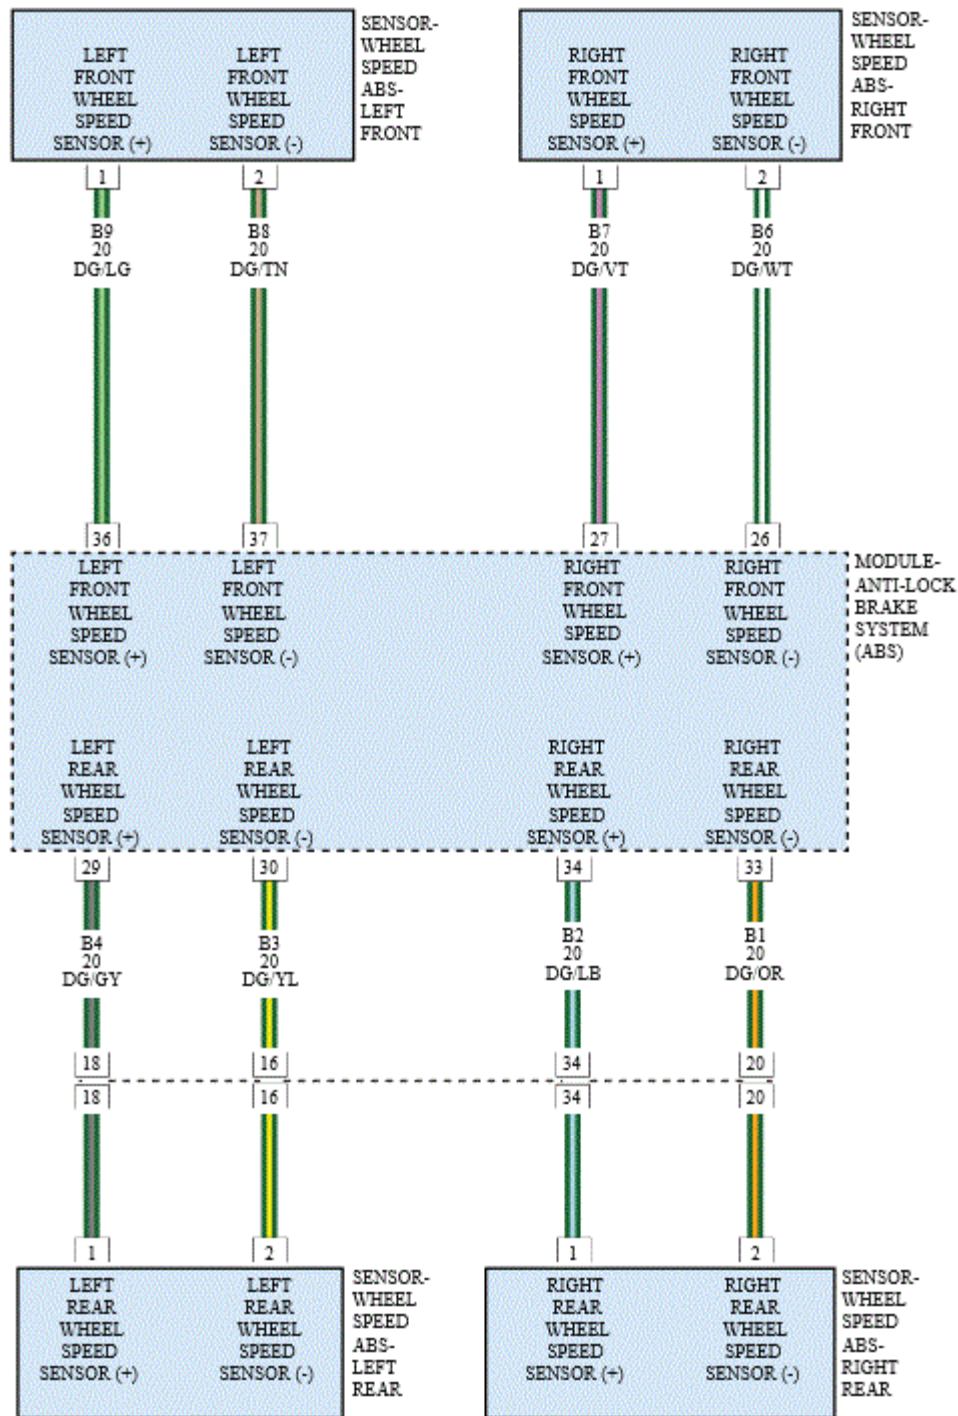 LEFT
FRONT
WHEEL
SPEED
SENSOR (+)
LEFT
FRONT
WHEEL
SPEED
SENSOR (-)
SENSOR-
WHEEL
SPEED
ABS-
LEFT
FRONT
RIGHT
FRONT
WHEEL
SPEED
SENSOR (+)
RIGHT
FRONT
WHEEL
SPEED
SENSOR (-)
SENSOR-
WHEEL
SPEED
ABS-
RIGHT
FRONT
1
2
1
2
B9
20
DG/LG
B8
20
DG/TN
B7
20
DG/VT
B6
20
DG/WT
36
37
27
26
LEFT
FRONT
WHEEL
SPEED
SENSOR (+)
LEFT
FRONT
WHEEL
SPEED
SENSOR (-)
RIGHT
FRONT
WHEEL
SPEED
SENSOR (+)
RIGHT
FRONT
WHEEL
SPEED
SENSOR (-)
MODULE-
ANTI-LOCK
BRAKE
SYSTEM
(ABS)
LEFT
REAR
WHEEL
SPEED
SENSOR (+)
LEFT
REAR
WHEEL
SPEED
SENSOR (-)
RIGHT
REAR
WHEEL
SPEED
SENSOR (+)
RIGHT
REAR
WHEEL
SPEED
SENSOR (-)
29
30
34
33
B4
20
DG/GY
B3
20
DG/YL
B2
20
DG/LB
B1
20
DG/OR
18
16
34
20
18
16
34
20
1
2
1
2
LEFT
REAR
WHEEL
SPEED
SENSOR (+)
LEFT
REAR
WHEEL
SPEED
SENSOR (-)
SENSOR-
WHEEL
SPEED
ABS-
LEFT
REAR
RIGHT
REAR
WHEEL
SPEED
SENSOR (+)
RIGHT
REAR
WHEEL
SPEED
SENSOR (-)
SENSOR-
WHEEL
SPEED
ABS-
RIGHT
REAR